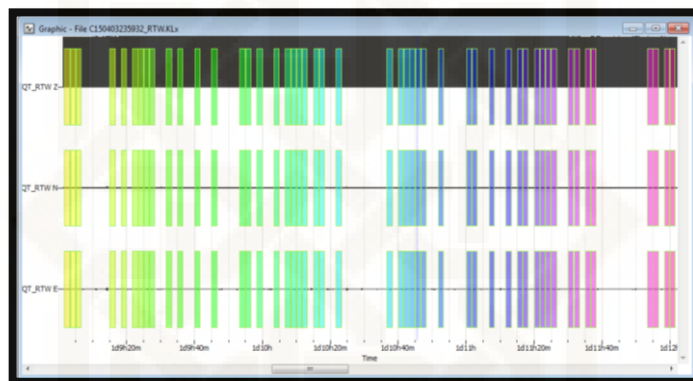 Graphic - File C150403235932_RTW.KLx
QT_RTW Z
QT_RTW N
QT_RTW E
1d9h20m 1d9h40m 1d10h 1d10h20m 1d10h40m 1d11h 1d11h20m 1d11h40m 1d12
Time